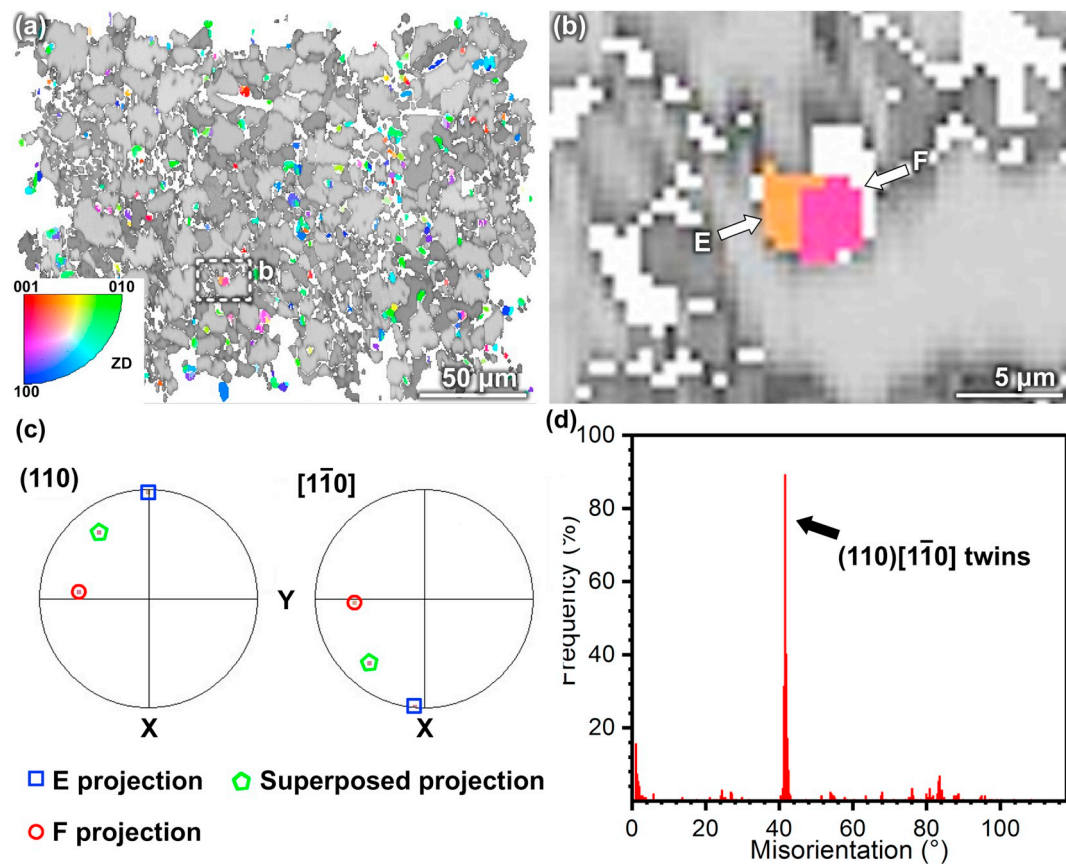 (a)
b
001 010
ZD
100
50 µm
(b)
F
E
5 µm
(c)
(110)
[11̄0]
Y
X
X
E projection
Superposed projection
F projection
(d)
100
80
60
40
20
0 20 40 60 80 100
Frequency (%)
(110)[11̄0] twins
Misorientation (°)